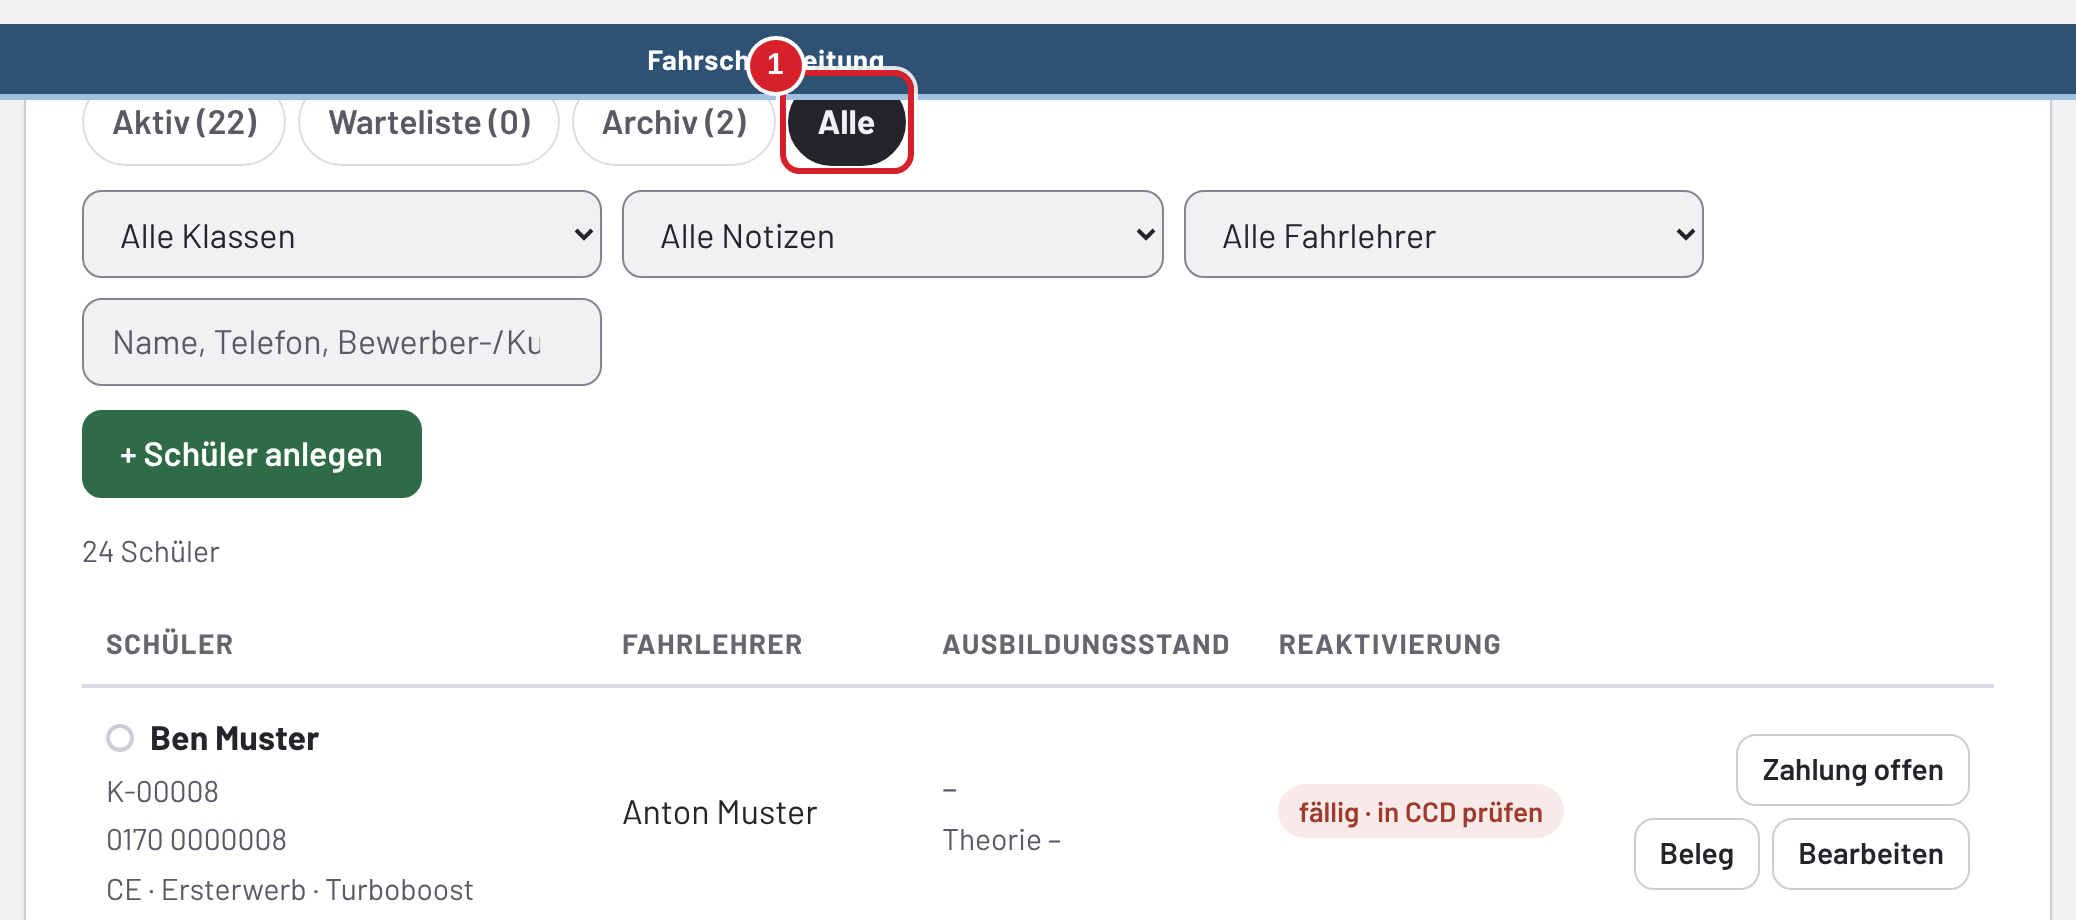 Fahrsch eitung
1
Aktiv (22) Warteliste (0) Archiv (2) Alle
Alle Klassen Alle Notizen Alle Fahrlehrer
Name, Telefon, Bewerber-/Ku
+ Schüler anlegen
24 Schüler
SCHÜLER FAHRLEHRER AUSBILDUNGSSTAND REAKTIVIERUNG
Ben Muster
K-00008
0170 0000008
CE · Ersterwerb · Turboboost
Anton Muster
–
Theorie –
fällig · in CCD prüfen
Zahlung offen
Beleg Bearbeiten